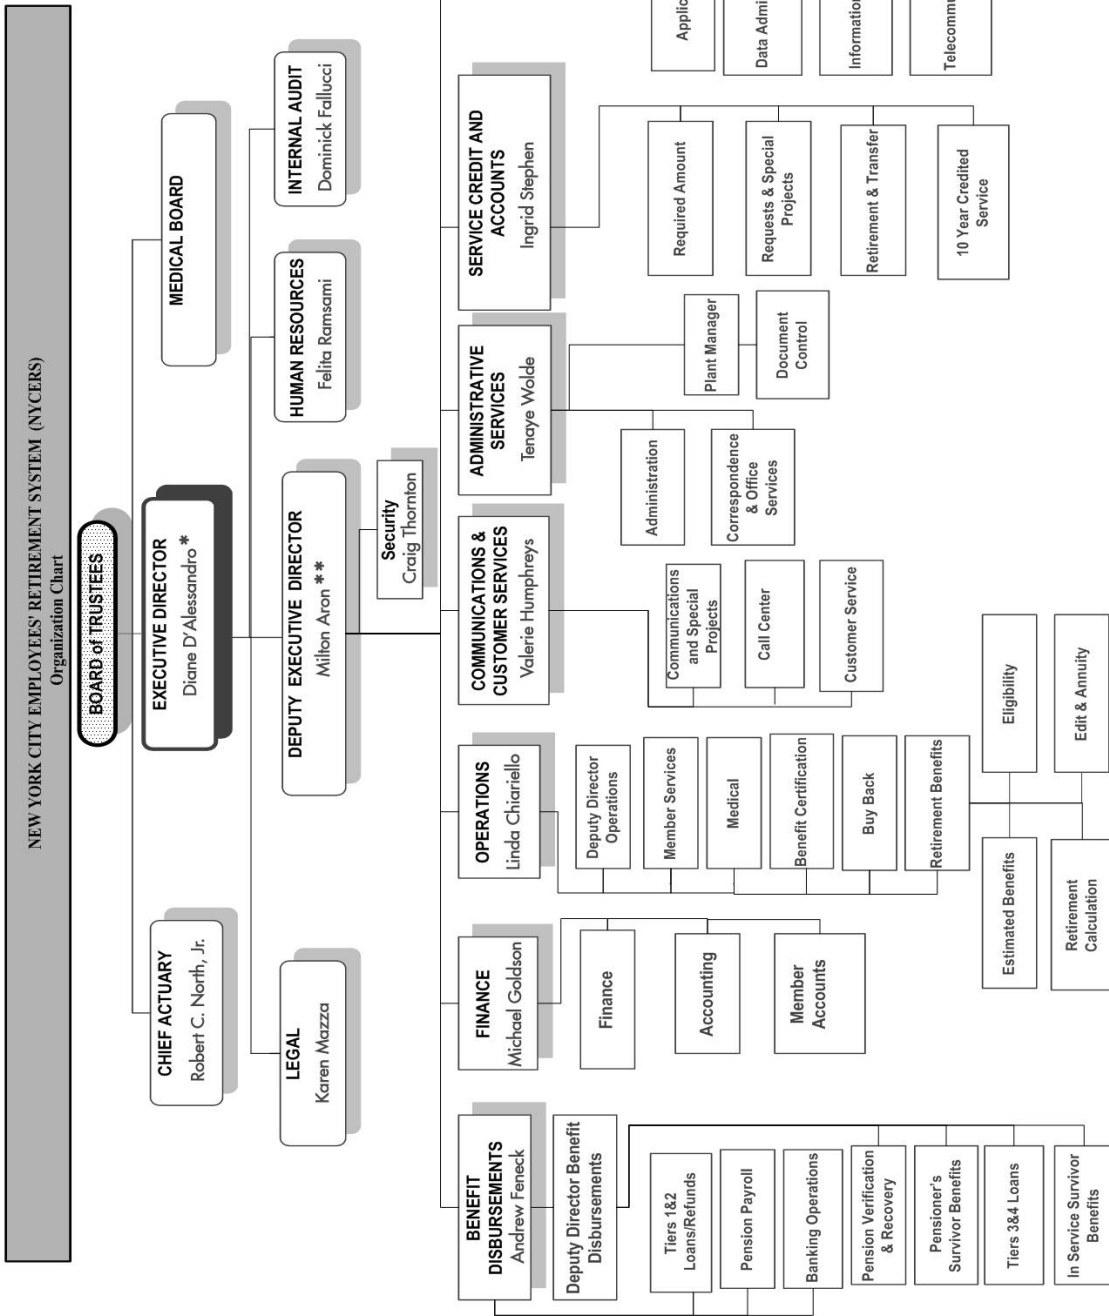 NEW YORK CITY EMPLOYEES' RETIREMENT SYSTEM (NYCERS)
Organization Chart
BOARD of TRUSTEES
CHIEF ACTUARY
Robert C. North, Jr.
EXECUTIVE DIRECTOR
Diane D'Alessandro *
MEDICAL BOARD
LEGAL
Karen Mazza
DEPUTY EXECUTIVE DIRECTOR
Milton Aron **
HUMAN RESOURCES
Felita Ramsami
INTERNAL AUDIT
Dominick Fallucci
Security
Craig Thornton
BENEFIT
DISBURSEMENTS
Andrew Feneck
Deputy Director Benefit
Disbursements
Tiers 1&2
Loans/Refunds
Pension Payroll
Banking Operations
Pension Verification
& Recovery
Pensioner's
Survivor Benefits
Tiers 3&4 Loans
In Service Survivor
Benefits
FINANCE
Michael Goldson
Finance
Accounting
Member
Accounts
OPERATIONS
Linda Chiariello
Deputy Director
Operations
Member Services
Medical
Benefit Certification
Buy Back
Retirement Benefits
Estimated Benefits
Eligibility
Retirement
Calculation
Edit & Annuity
COMMUNICATIONS &
CUSTOMER SERVICES
Valerie Humphreys
Communications
and Special
Projects
Call Center
Customer Service
ADMINISTRATIVE
SERVICES
Tenaye Wolde
Administration
Correspondence
& Office
Services
Plant Manager
Document
Control
SERVICE CREDIT AND
ACCOUNTS
Ingrid Stephen
Required Amount
Requests & Special
Projects
Retirement & Transfer
10 Year Credited
Service
Applic
Data Admi
Information
Telecommu